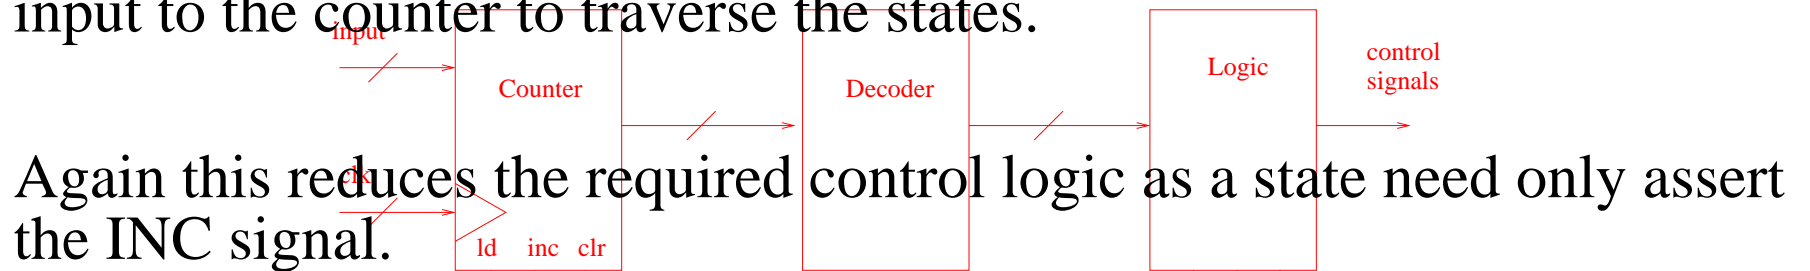 input to the counter to traverse the states.
input
control
signals
Counter
Decoder
Logic
clk
Again this reduces the required control logic as a state need only assert
the INC signal.
ld inc clr